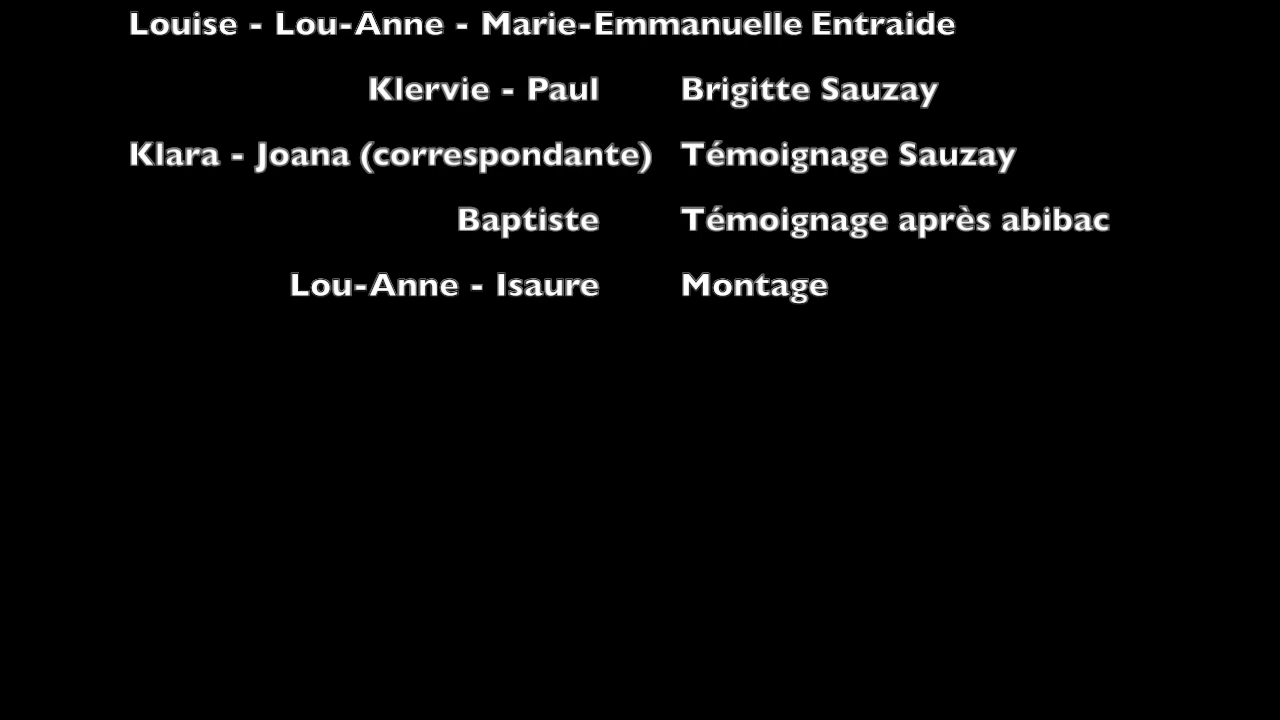 Louise - Lou-Anne - Marie-Emmanuelle Entraide
Klervie - Paul Brigitte Sauzay
Klara - Joana (correspondante) Témoignage Sauzay
Baptiste Témoignage après abibac
Lou-Anne - Isaure Montage